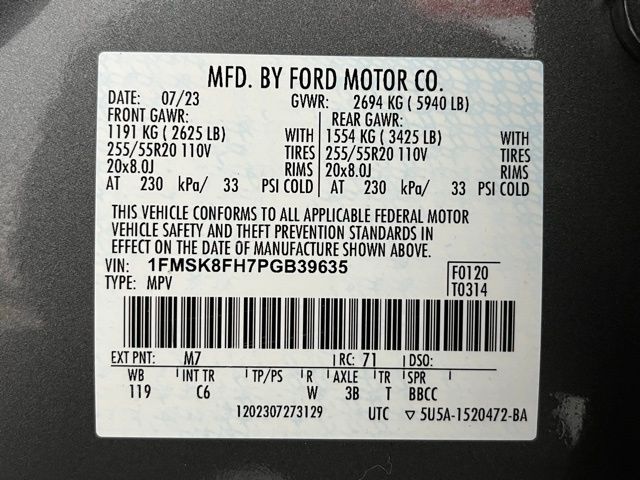 MFD. BY FORD MOTOR CO.
DATE: 07/23 GVWR: 2694 KG ( 5940 LB)
FRONT GAWR: REAR GAWR:
1191 KG ( 2625 LB) WITH 1554 KG ( 3425 LB) WITH
255/55R20 110V TIRES 255/55R20 110V TIRES
20x8.0J RIMS 20x8.0J RIMS
AT 230 kPa/ 33 PSI COLD AT 230 kPa/ 33 PSI COLD
THIS VEHICLE CONFORMS TO ALL APPLICABLE FEDERAL MOTOR
VEHICLE SAFETY AND THEFT PREVENTION STANDARDS IN
EFFECT ON THE DATE OF MANUFACTURE SHOWN ABOVE.
VIN: 1FMSK8FH7PGB39635 F0120
TYPE: MPV T0314
EXT PNT: M7 RC: 71 DSO:
WB INT TR TP/PS R AXLE TR SPR
119 C6 W 3B T BBCC
1202307273129 UTC ▽ 5U5A-1520472-BA